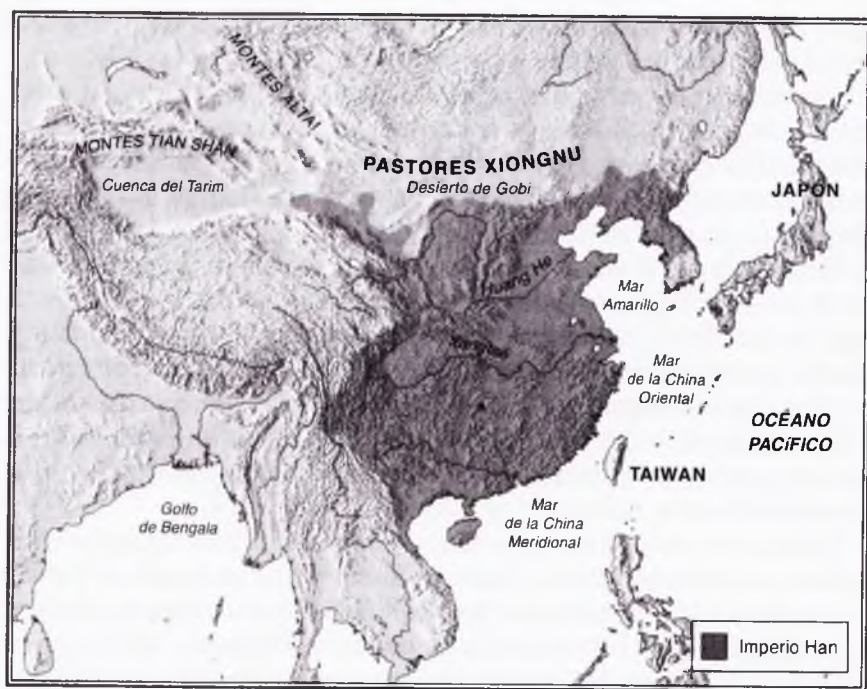 MONTES ALTAI
MONTES TIAN SHAN
Cuenca del Tarim
PASTORES XIONGNU
Desierto de Gobi
JAPÓN
Huang He
Mar
Amarillo
Mar
de la China
Oriental
OCÉANO
PACÍFICO
TAIWAN
Golfo
de Bengala
Mar
de la China
Meridional
Imperio Han